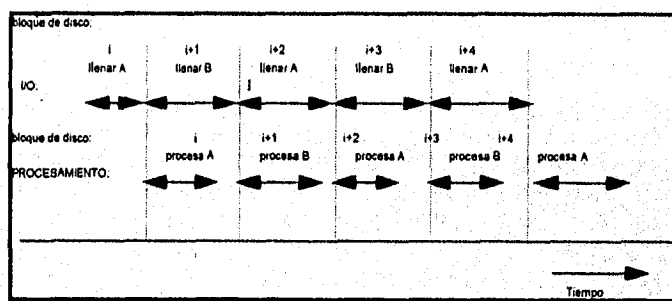 bloque de disco:
i i+1 i+2 i+3 i+4
llenar A llenar B llenar A llenar B llenar A
I/O:
bloque de disco: i i+1 i+2 i+3 i+4
procesa A procesa B procesa A procesa B procesa A
PROCESAMIENTO:
Tiempo